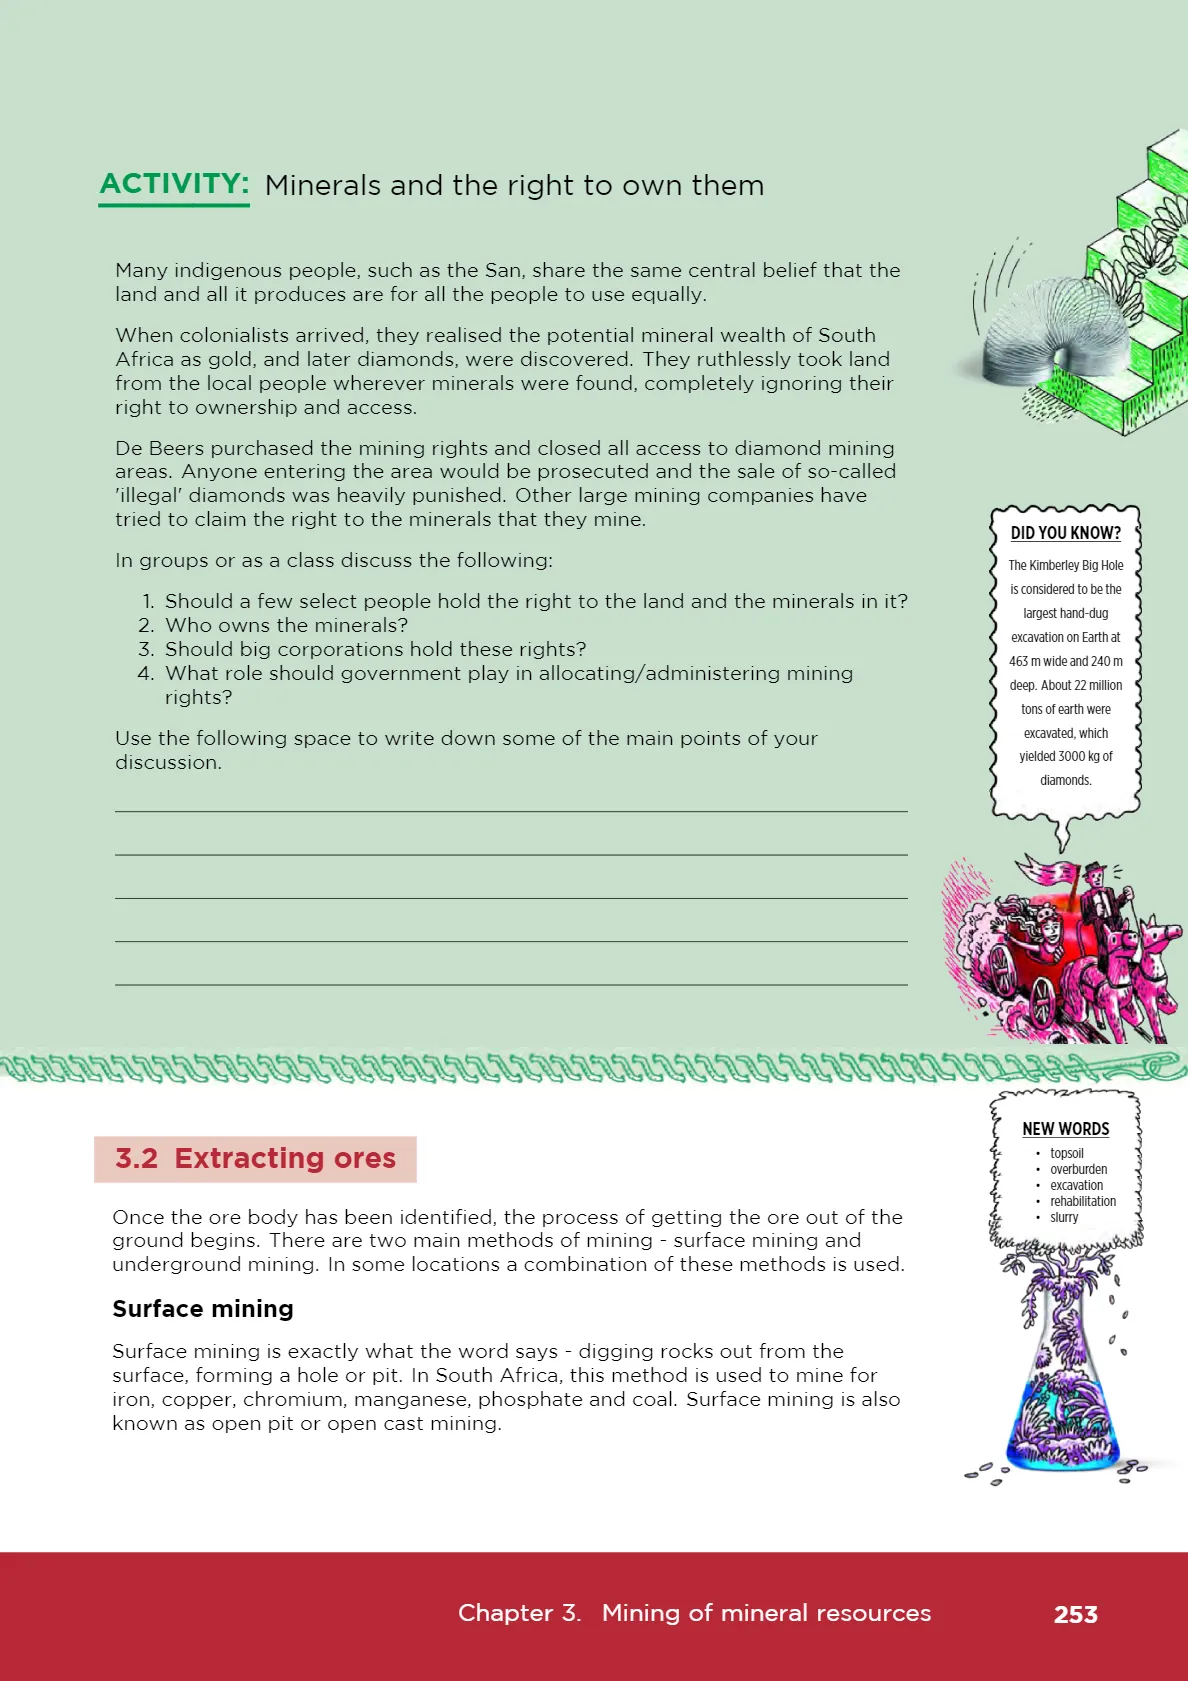 ACTIVITY: Minerals and the right to own them
Many indigenous people, such as the San, share the same central belief that the
land and all it produces are for all the people to use equally.
When colonialists arrived, they realised the potential mineral wealth of South
Africa as gold, and later diamonds, were discovered. They ruthlessly took land
from the local people wherever minerals were found, completely ignoring their
right to ownership and access.
De Beers purchased the mining rights and closed all access to diamond mining
areas. Anyone entering the area would be prosecuted and the sale of so-called
'illegal' diamonds was heavily punished. Other large mining companies have
tried to claim the right to the minerals that they mine.
In groups or as a class discuss the following:
1. Should a few select people hold the right to the land and the minerals in it?
2. Who owns the minerals?
3. Should big corporations hold these rights?
4. What role should government play in allocating/administering mining
rights?
Use the following space to write down some of the main points of your
discussion.
DID YOU KNOW?
The Kimberley Big Hole
is considered to be the
largest hand-dug
excavation on Earth at
463 m wide and 240 m
deep. About 22 million
tons of earth were
excavated, which
yielded 3000 kg of
diamonds.
3.2 Extracting ores
Once the ore body has been identified, the process of getting the ore out of the
ground begins. There are two main methods of mining - surface mining and
underground mining. In some locations a combination of these methods is used.
Surface mining
Surface mining is exactly what the word says - digging rocks out from the
surface, forming a hole or pit. In South Africa, this method is used to mine for
iron, copper, chromium, manganese, phosphate and coal. Surface mining is also
known as open pit or open cast mining.
NEW WORDS
• topsoil
• overburden
• excavation
• rehabilitation
• slurry
Chapter 3. Mining of mineral resources 253